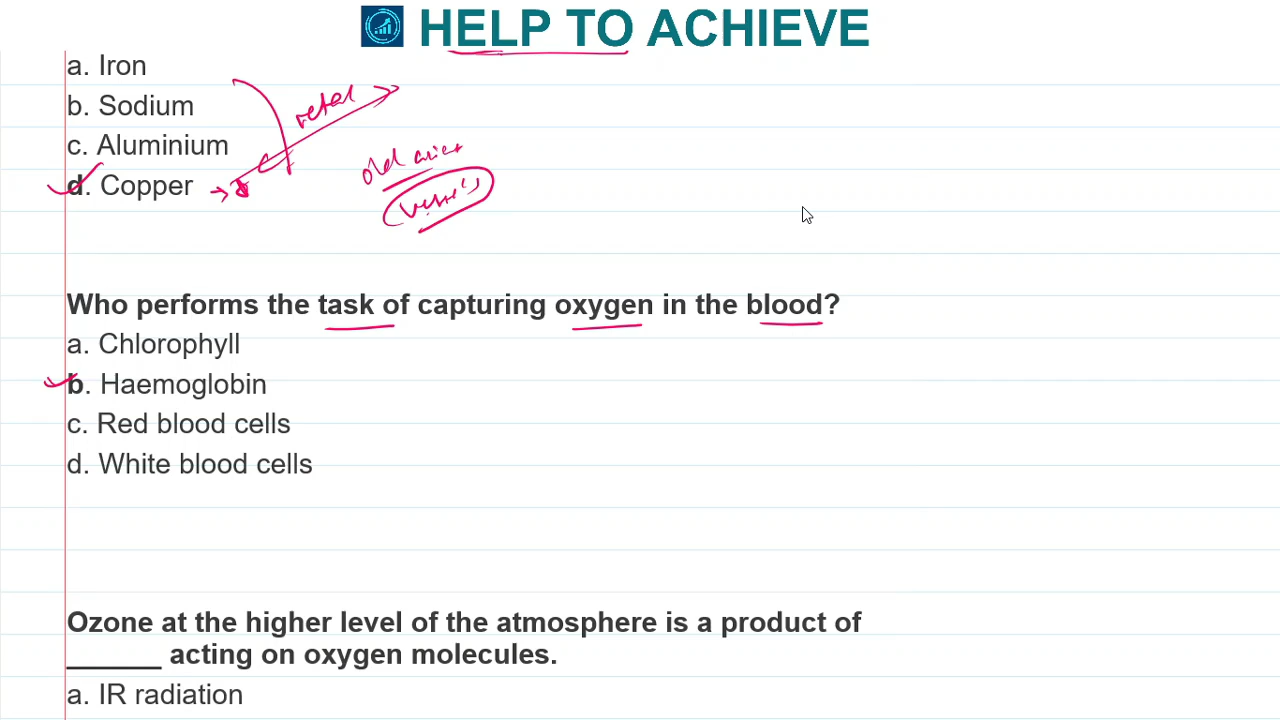 HELP TO ACHIEVE
a. Iron
b. Sodium
c. Aluminium
d. Copper
old
Who performs the task of capturing oxygen in the blood?
a. Chlorophyll
b. Haemoglobin
c. Red blood cells
d. White blood cells
Ozone at the higher level of the atmosphere is a product of
______ acting on oxygen molecules.
a. IR radiation